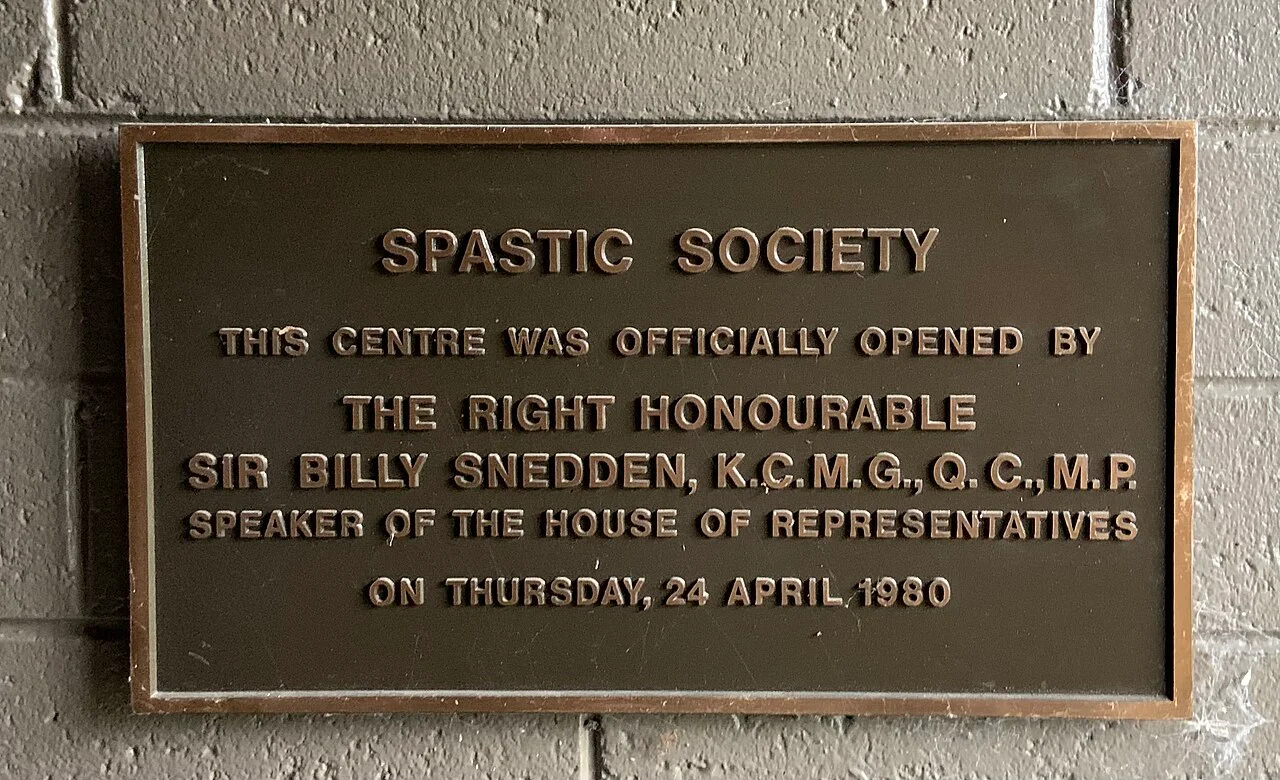 SPASTIC SOCIETY
THIS CENTRE WAS OFFICIALLY OPENED BY
THE RIGHT HONOURABLE
SIR BILLY SNEDDEN, K.C.M.G., Q.C., M.P.
SPEAKER OF THE HOUSE OF REPRESENTATIVES
ON THURSDAY, 24 APRIL 1980